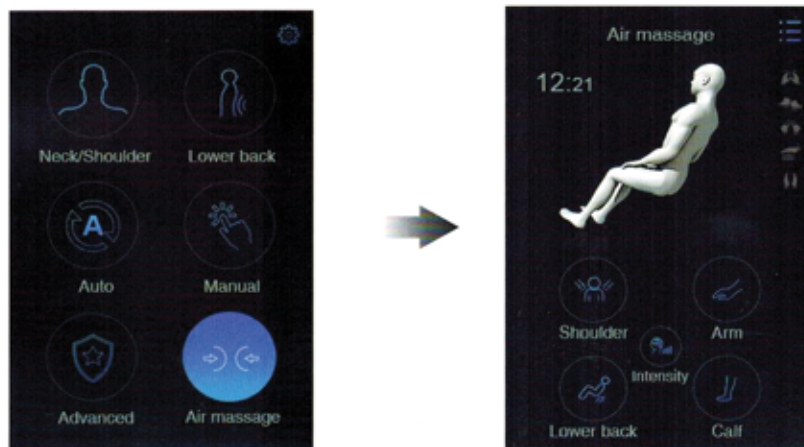 Neck/Shoulder
Lower back
Auto
Manual
A
Advanced
Air massage
Air massage
12:21
Shoulder
Arm
Intensity
Lower back
Calf